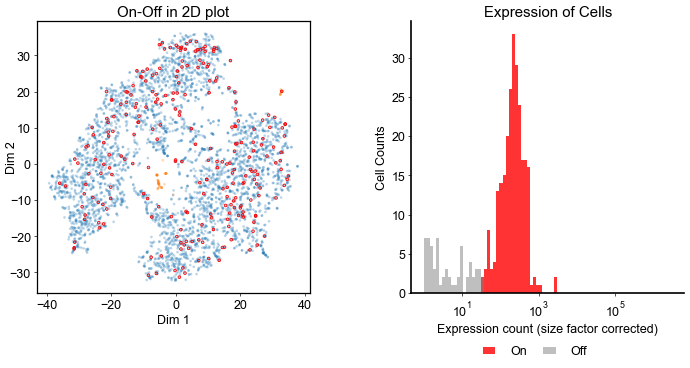 On-Off in 2D plot
Dim 2
30
20
10
0
−10
−20
−30
−40
−20
0
20
40
Dim 1
Expression of Cells
Cell Counts
30
25
20
15
10
5
0
10^1
10^3
10^5
Expression count (size factor corrected)
On
Off